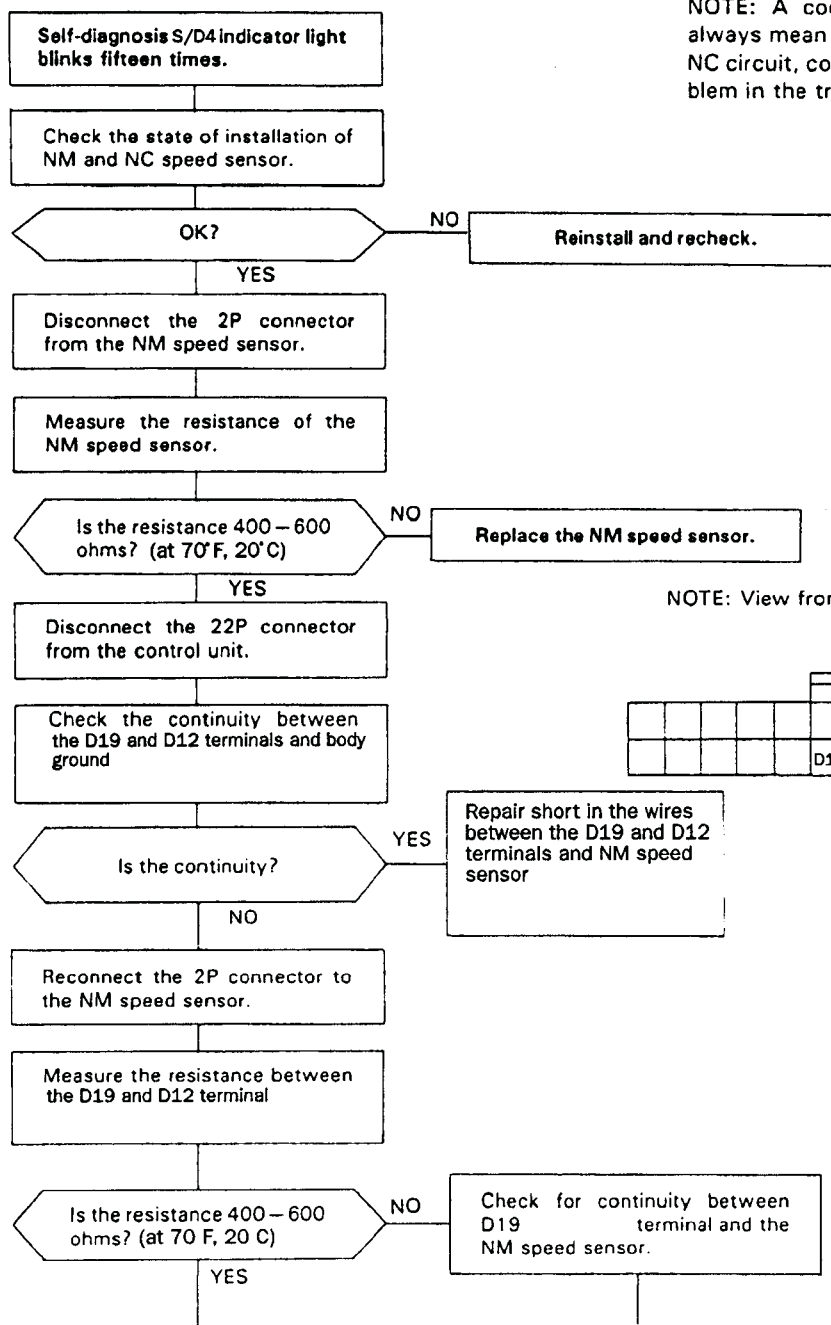 NOTE: A
always mean
NC circuit,
blem in the
Self-diagnosis S/D4 indicator light
blinks fifteen times.
Check the state of installation of
NM and NC speed sensor.
OK?
NO
Reinstall and recheck.
YES
Disconnect the 2P connector
from the NM speed sensor.
Measure the resistance of the
NM speed sensor.
Is the resistance 400 – 600
ohms? (at 70°F, 20°C)
NO
Replace the NM speed sensor.
YES
NOTE: View
Disconnect the 22P connector
from the control unit.
Check the continuity between
the D19 and D12 terminals and body
ground
Is the continuity?
YES
Repair short in the wires
between the D19 and D12
terminals and NM speed
sensor
NO
Reconnect the 2P connector to
the NM speed sensor.
Measure the resistance between
the D19 and D12 terminal
Is the resistance 400 – 600
ohms? (at 70 F, 20 C)
NO
Check for continuity between
D19 terminal and the
NM speed sensor.
YES